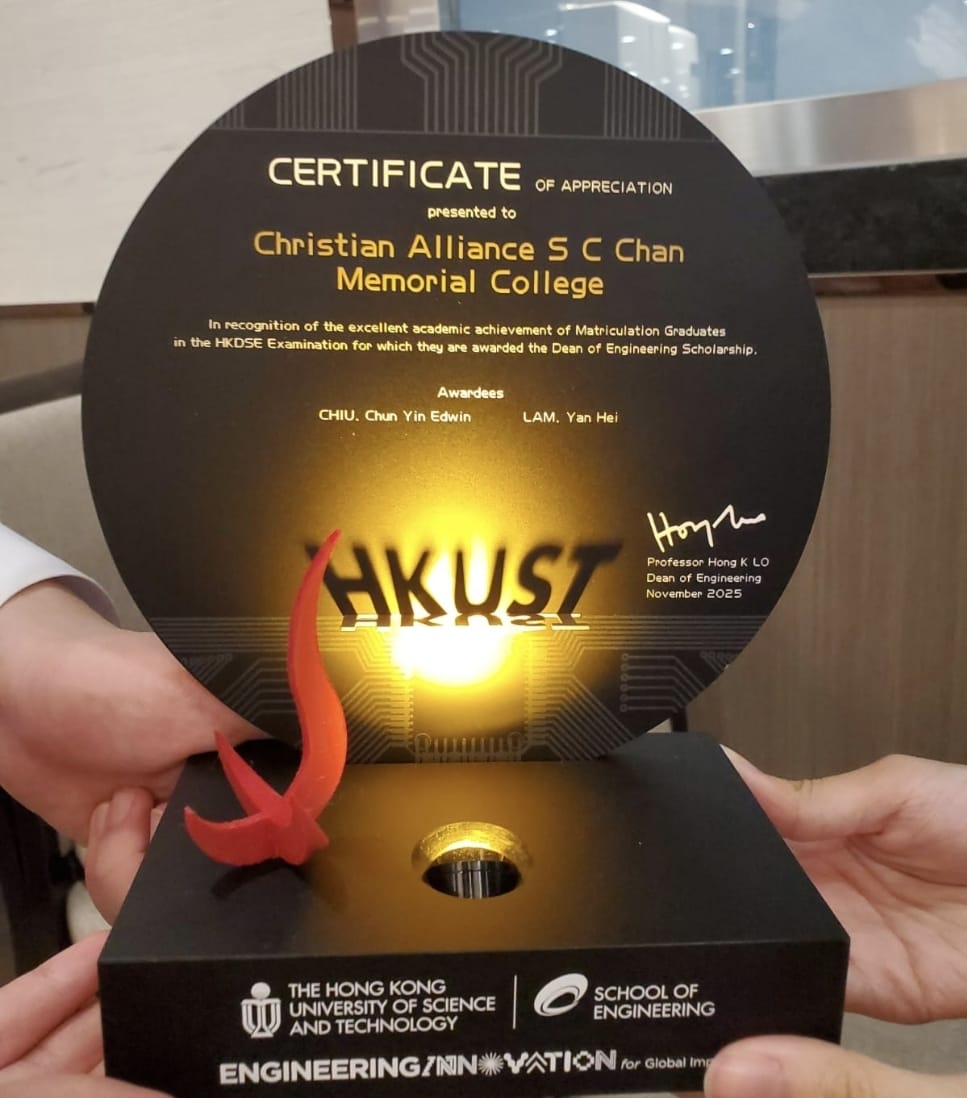 CERTIFICATE OF APPRECIATION
presented to
Christian Alliance S C Chan
Memorial College
In recognition of the excellent academic achievement of Matriculation Graduates
in the HKDSE Examination for which they are awarded the Dean of Engineering Scholarship.
Awardees
CHIU, Chun Yin Edwin LAM, Yan Hei
HKUST
Professor Hong K LO
Dean of Engineering
November 2025
THE HONG KONG
UNIVERSITY OF SCIENCE
AND TECHNOLOGY
SCHOOL OF
ENGINEERING
ENGINEERING INNOVATION for Global